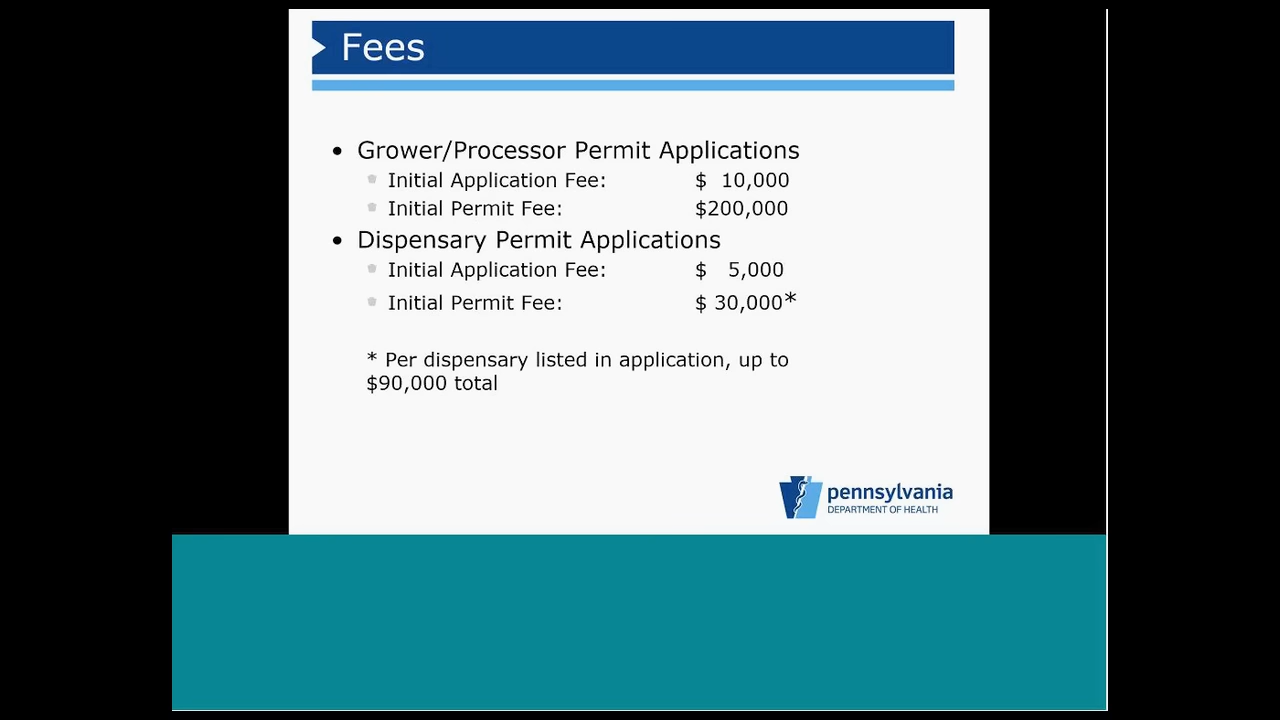 Fees
• Grower/Processor Permit Applications
Initial Application Fee: $ 10,000
Initial Permit Fee: $200,000
• Dispensary Permit Applications
Initial Application Fee: $ 5,000
Initial Permit Fee: $ 30,000*
* Per dispensary listed in application, up to
$90,000 total
pennsylvania
DEPARTMENT OF HEALTH